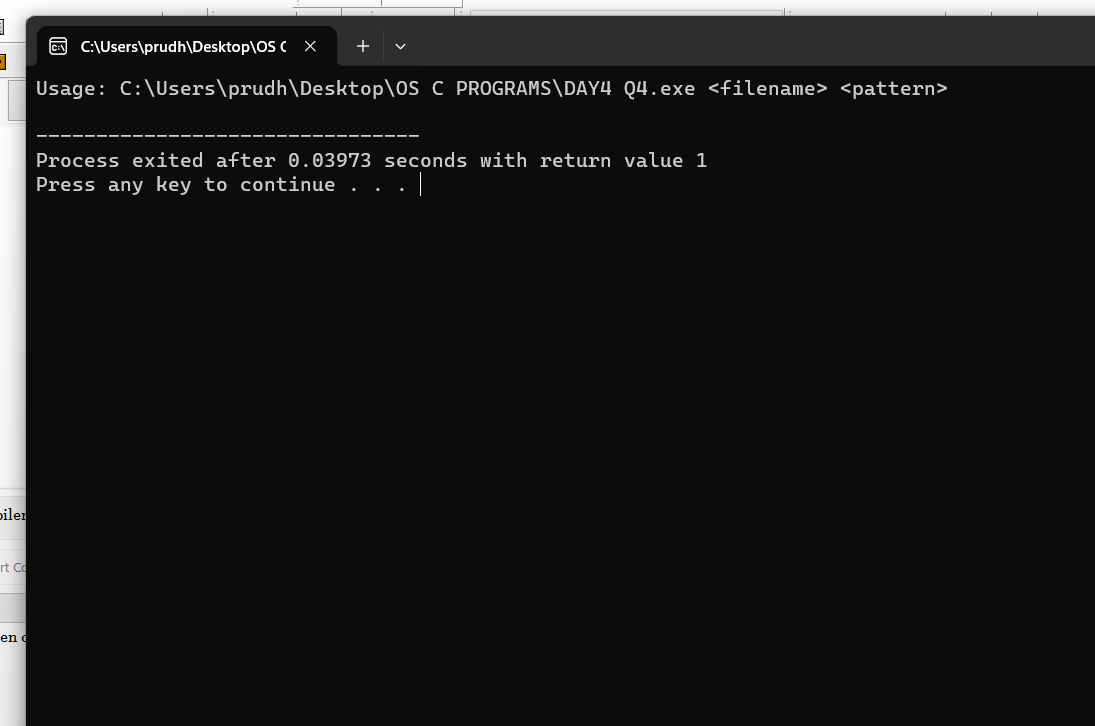 C:\Users\prudh\Desktop\OS C
Usage: C:\Users\prudh\Desktop\OS C PROGRAMS\DAY4 Q4.exe <filename> <pattern>
--------------------------------
Process exited after 0.03973 seconds with return value 1
Press any key to continue . . .
piler
rt Co
en c